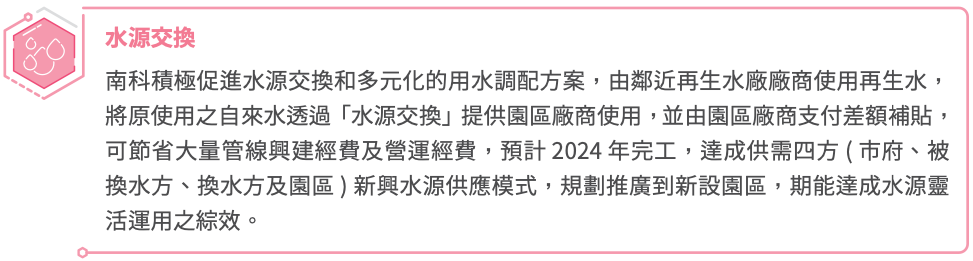 水源交換
南科積極促進水源交換和多元化的用水調配方案，由鄰近再生水廠廠商使用再生水，
將原使用之自來水透過「水源交換」提供園區廠商使用，並由園區廠商支付差額補貼，
可節省大量管線興建經費及營運經費，預計 2024 年完工，達成供需四方 ( 市府、被
換水方、換水方及園區 ) 新興水源供應模式，規劃推廣到新設園區，期能達成水源靈
活運用之綜效。